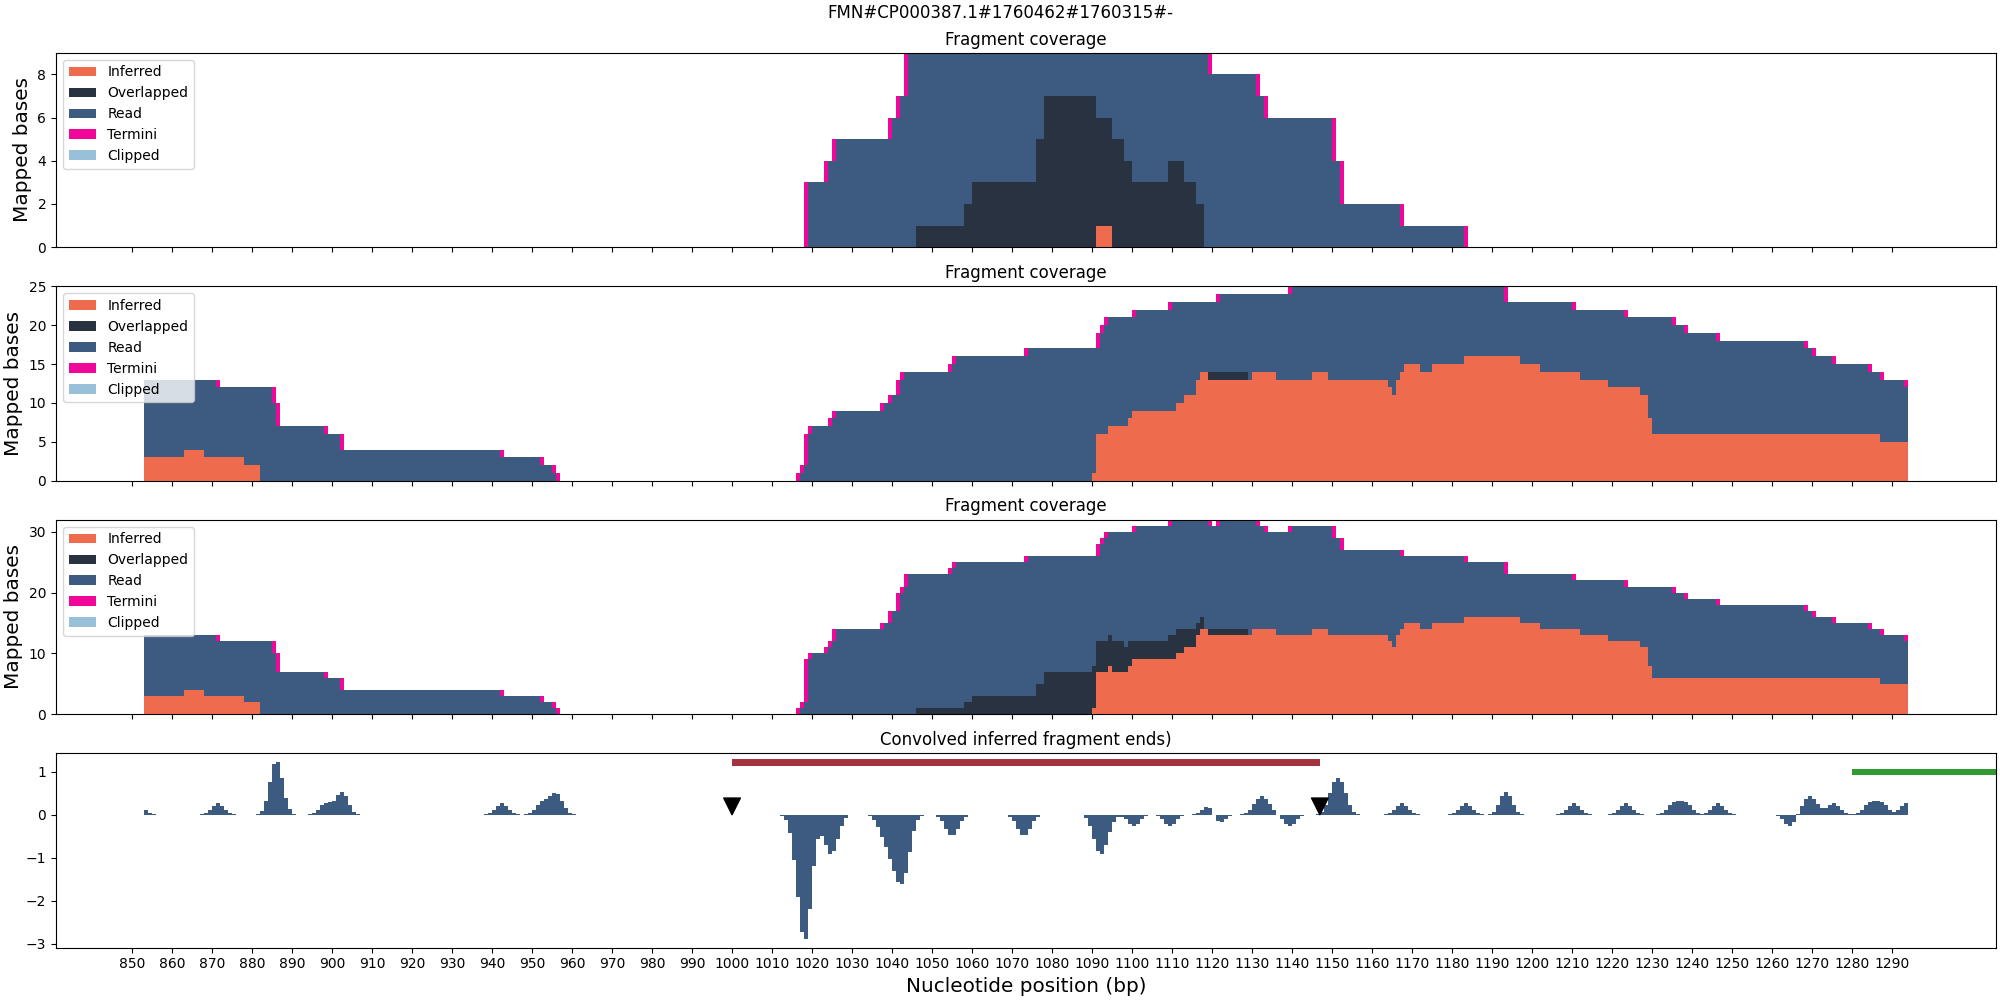 FMN#CP000387.1#1760462#1760315#-
Fragment coverage
Mapped bases
8
6
4
2
0
Inferred
Overlapped
Read
Termini
Clipped
Fragment coverage
Mapped bases
25
20
15
10
5
0
Inferred
Overlapped
Read
Termini
Clipped
Fragment coverage
Mapped bases
30
20
10
0
Inferred
Overlapped
Read
Termini
Clipped
Convolved inferred fragment ends)
1
0
−1
−2
−3
850 860 870 880 890 900 910 920 930 940 950 960 970 980 990 1000 1010 1020 1030 1040 1050 1060 1070 1080 1090 1100 1110 1120 1130 1140 1150 1160 1170 1180 1190 1200 1210 1220 1230 1240 1250 1260 1270 1280 1290
Nucleotide position (bp)